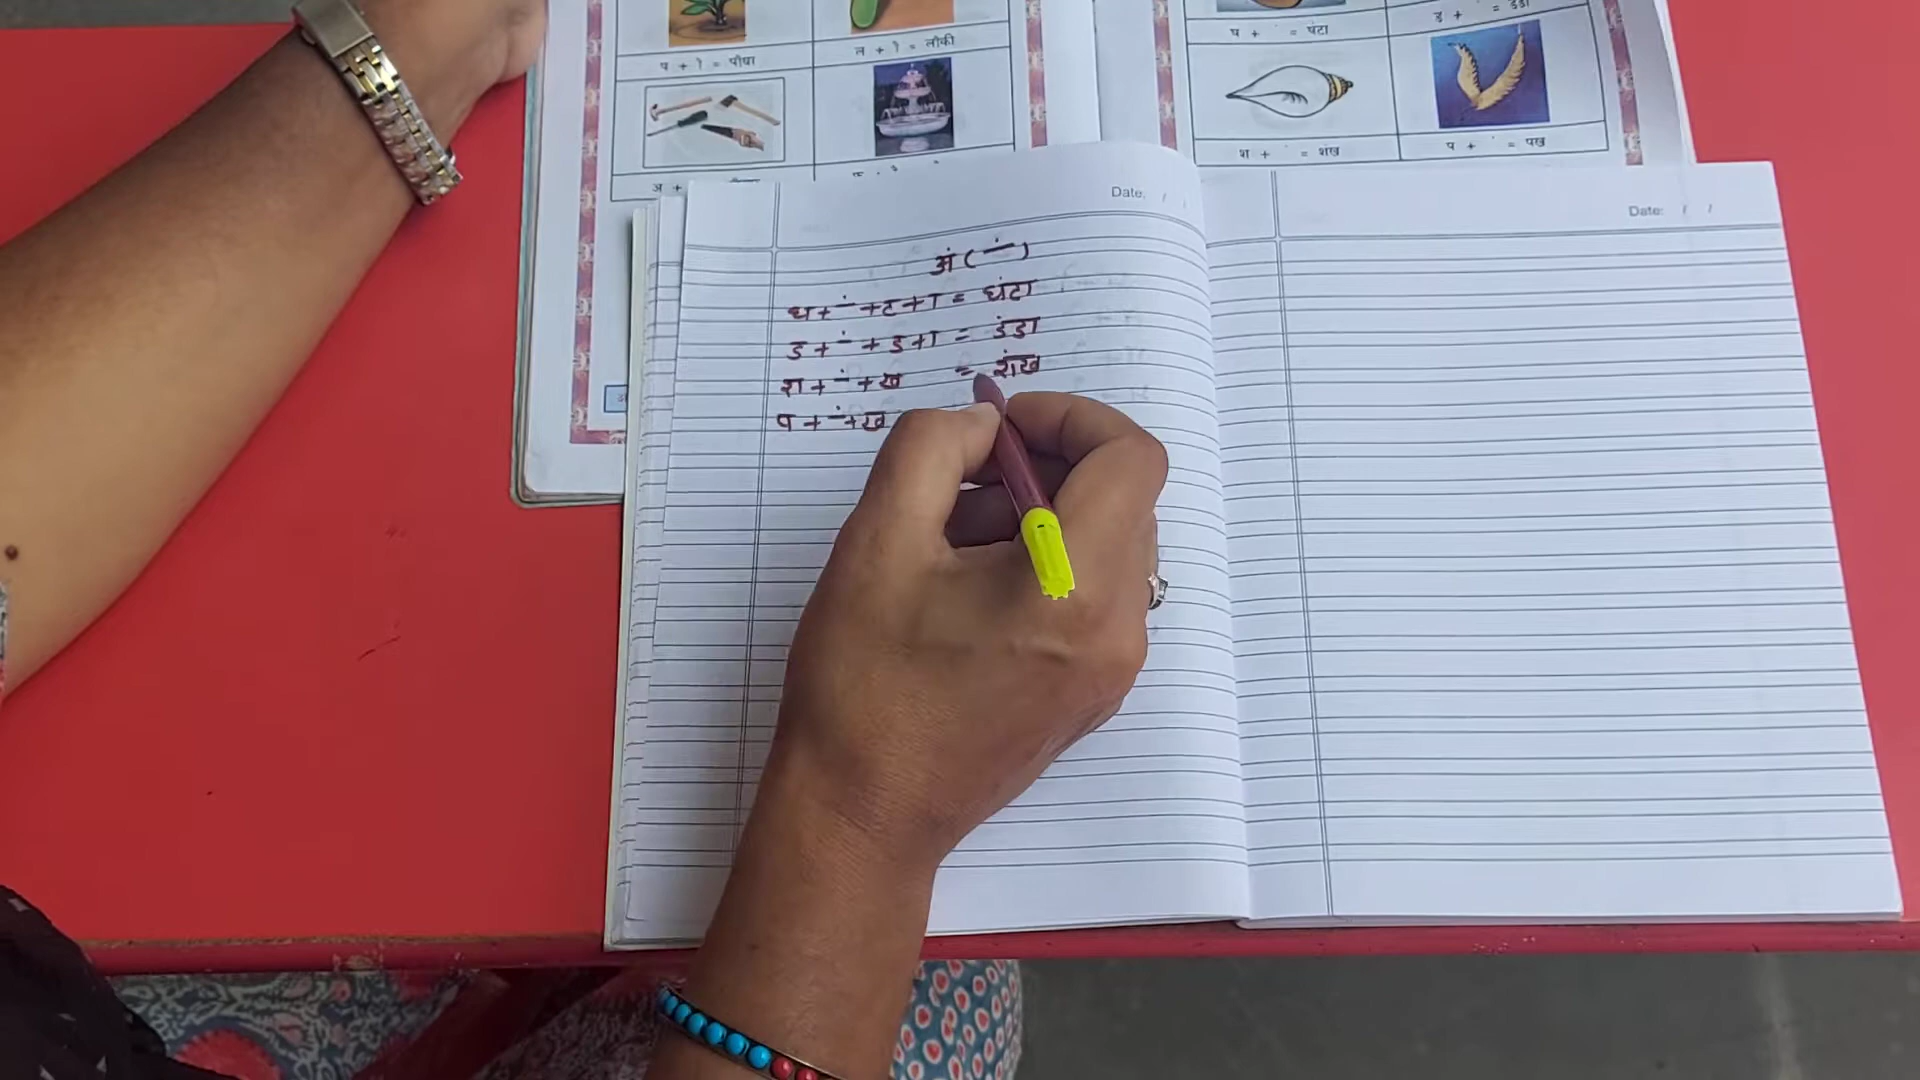 प + ौ = पौधा
ल + ौ = लौकी
अ +
घ + ं = घंटा
ड + ं = डंडा
श + ं = शंख
प + ं = पंख
Date: / /
Date: / /
अं ( ं )
घ + ं + ट + ा = घंटा
ड + ं + ड + ा = डंडा
श + ं + ख = शंख
प + ं + ख